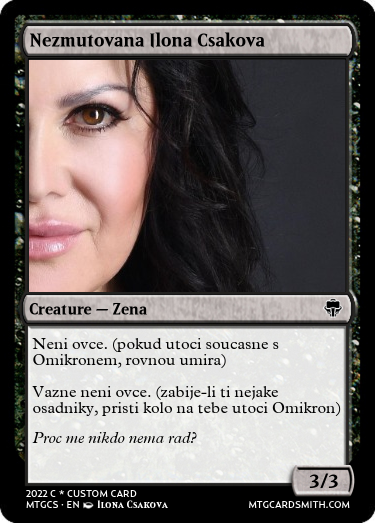 Nezmutovana Ilona Csakova
Creature — Zena
Neni ovce. (pokud utoci soucasne s
Omikronem, rovnou umira)
Vazne neni ovce. (zabije-li ti nejake
osadniky, pristi kolo na tebe utoci Omikron)
Proc me nikdo nema rad?
3/3
2022 C * CUSTOM CARD
MTGCS · EN Ilona Csakova
MTGCARDSMITH.COM